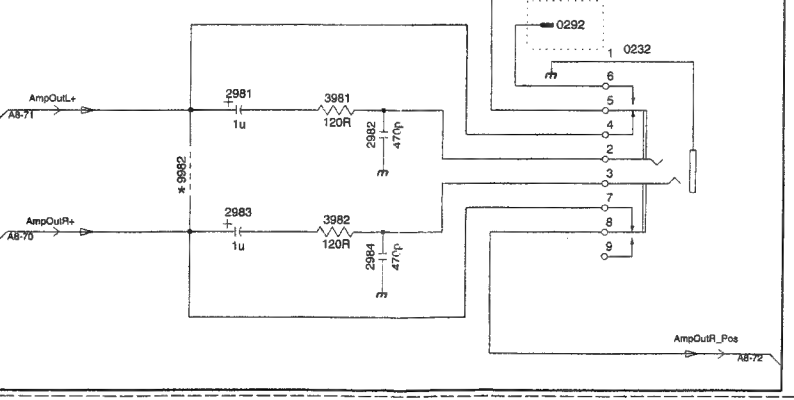 0292
1 0232
6
AmpOutL+
A8-71
2981
+
1u
3981
120R
2982
470p
5
4
2
* 9982
3
AmpOutR+
A8-70
2983
+
1u
3982
120R
2984
470p
7
8
9
AmpOutR_Pos
A8-72